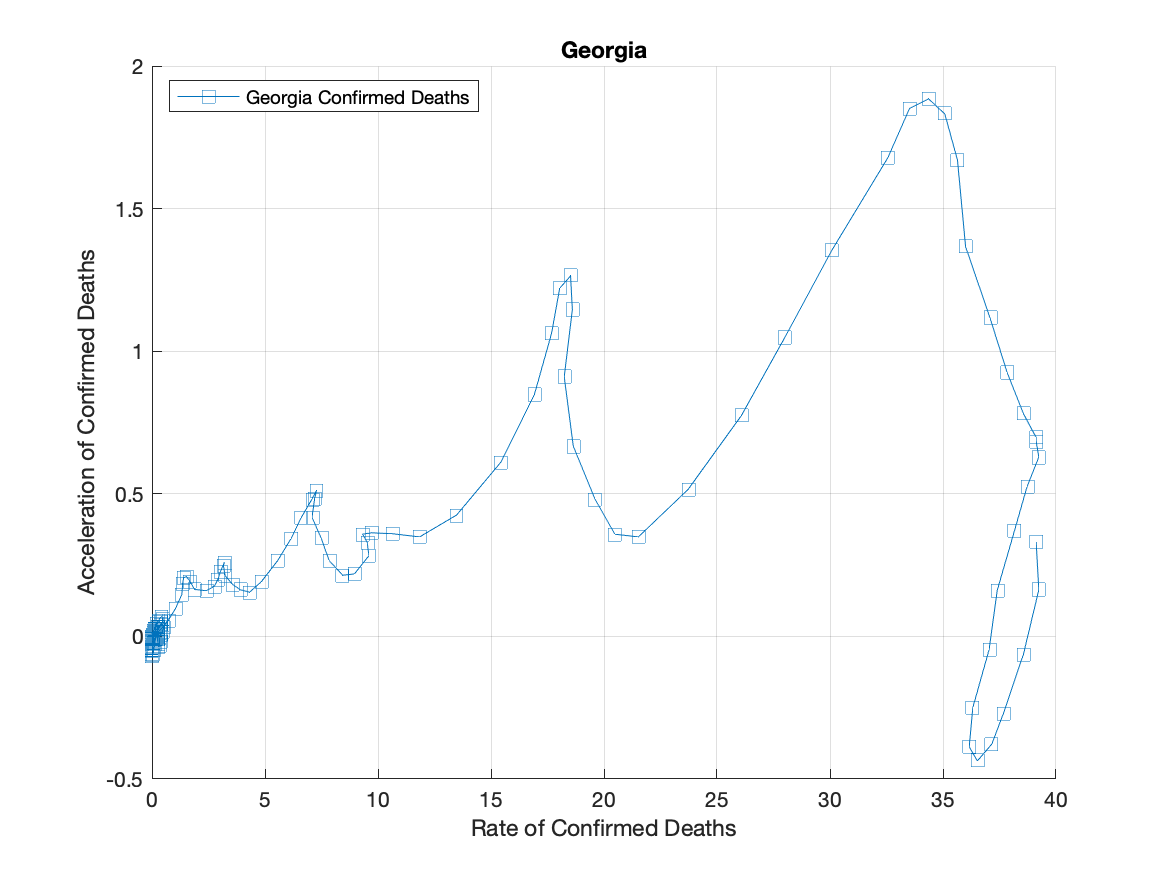 Georgia
Georgia Confirmed Deaths
Acceleration of Confirmed Deaths
2
1.5
1
0.5
0
-0.5
0 5 10 15 20 25 30 35 40
Rate of Confirmed Deaths